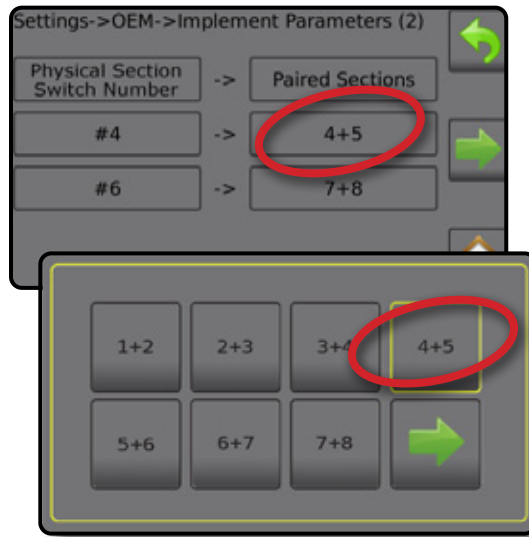 Settings->OEM->Implement Parameters (2)
Physical Section
Switch Number
->
Paired Sections
#4 -> 4+5
#6 -> 7+8
1+2 2+3 3+4 4+5
5+6 6+7 7+8